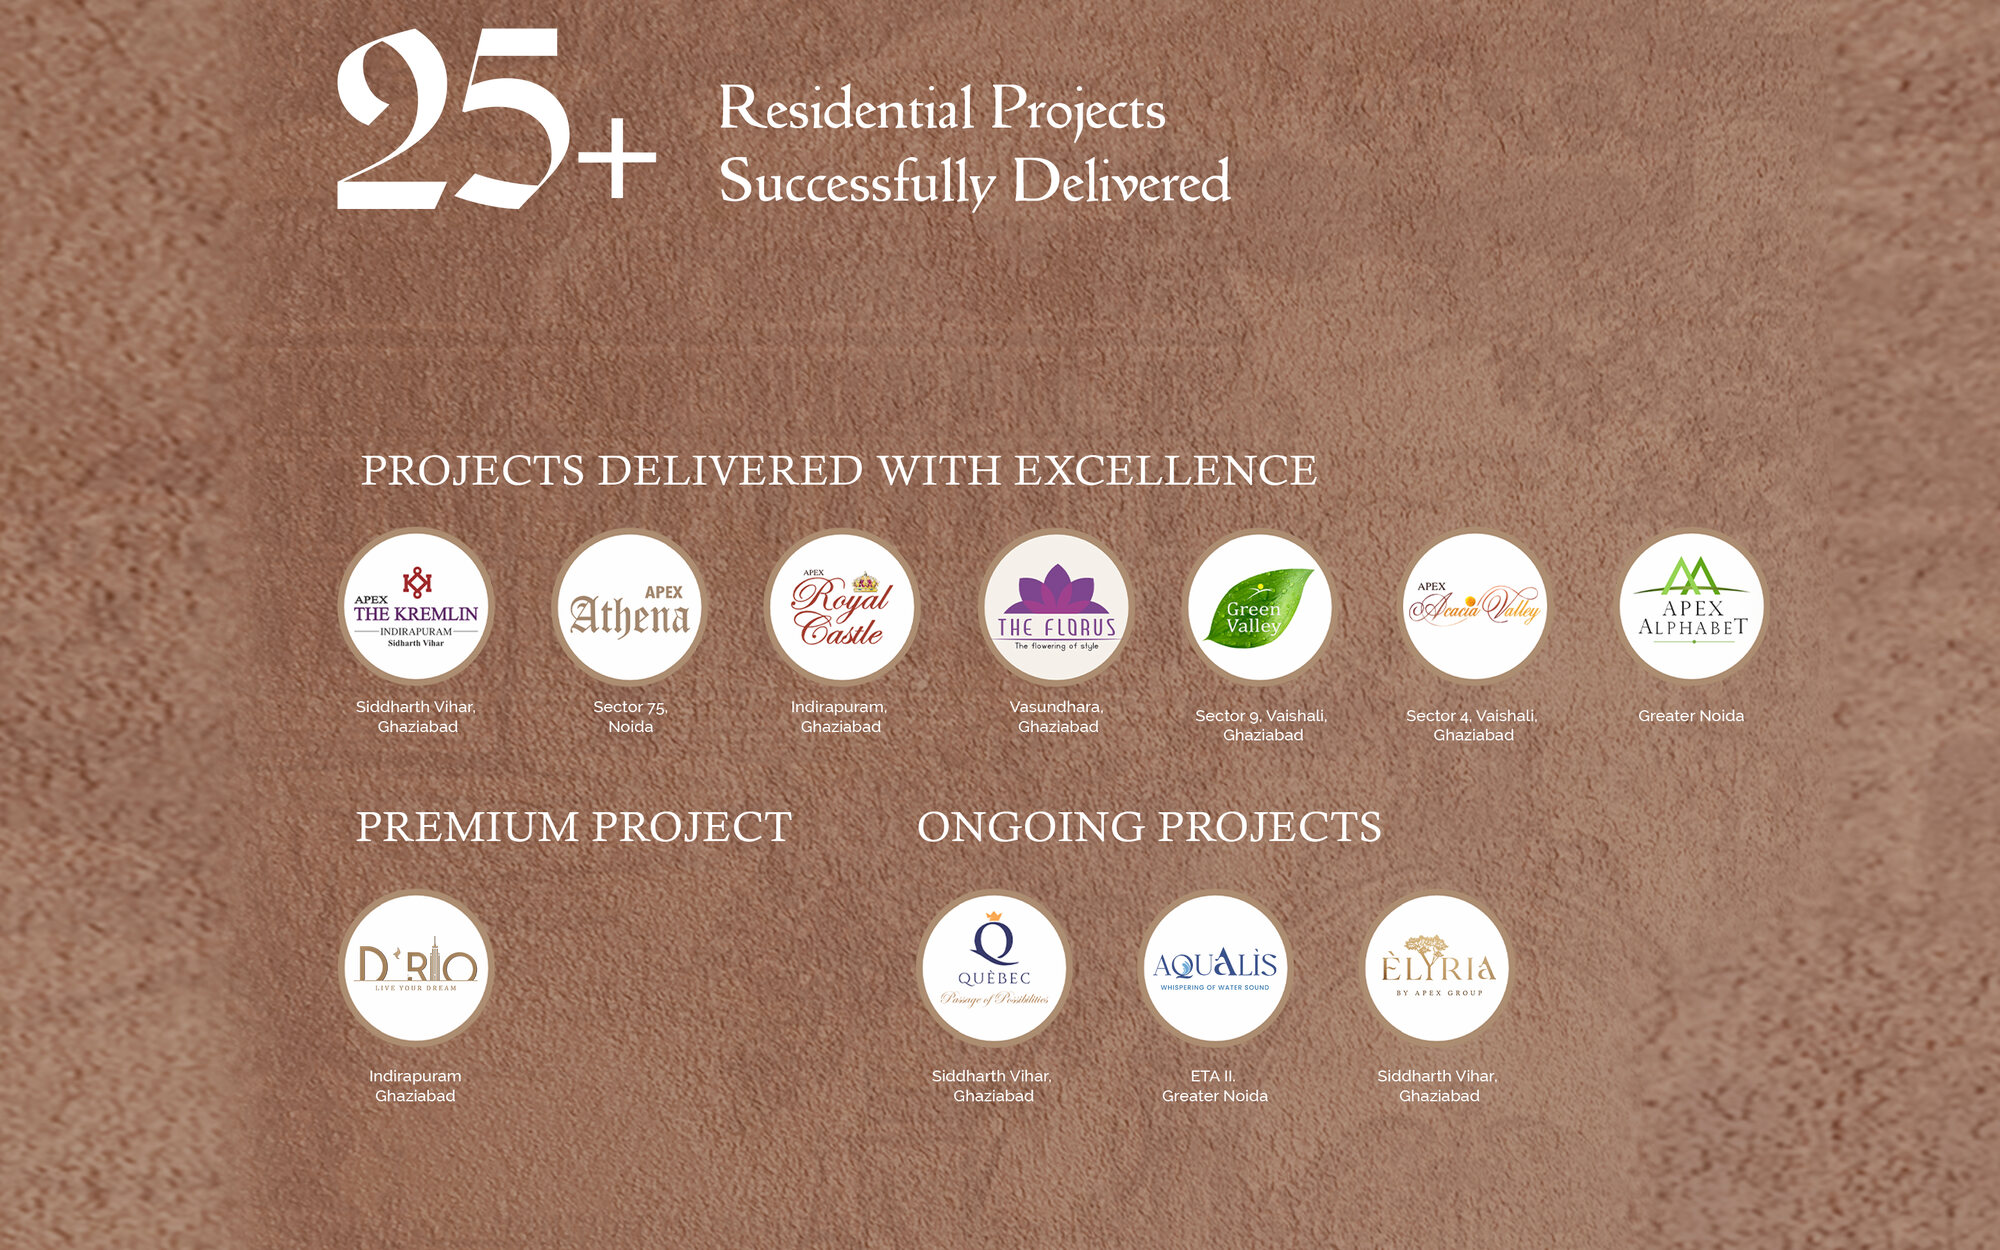 25+
Residential Projects
Successfully Delivered
PROJECTS DELIVERED WITH EXCELLENCE
APEX
THE KREMLIN
INDIRAPURAM
Sidharth Vihar
Siddharth Vihar,
Ghaziabad
APEX
Athena
Sector 75,
Noida
APEX
Royal
Castle
Indirapuram,
Ghaziabad
THE FLORUS
The flowering of style
Vasundhara,
Ghaziabad
Green
Valley
Sector 9, Vaishali,
Ghaziabad
APEX
Acacia Valley
Sector 4, Vaishali,
Ghaziabad
APEX
ALPHABET
Greater Noida
PREMIUM PROJECT
D'RIO
LIVE YOUR DREAM
Indirapuram
Ghaziabad
ONGOING PROJECTS
Q
QUÈBEC
Passage of Possibilities
Siddharth Vihar,
Ghaziabad
AQUALÌS
WHISPERING OF WATER SOUND
ETA II.
Greater Noida
ÈLYRIA
BY APEX GROUP
Siddharth Vihar,
Ghaziabad